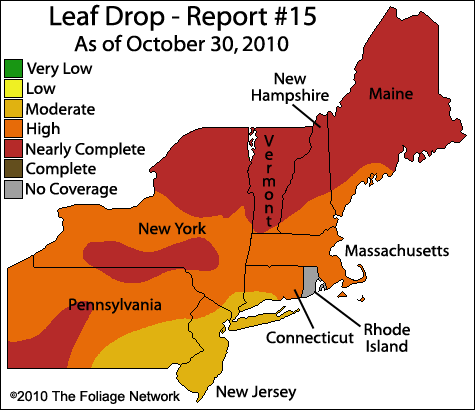 Leaf Drop - Report #15
As of October 30, 2010
Very Low
Low
Moderate
High
Nearly Complete
Complete
No Coverage
New
Hampshire
Maine
Vermont
New York
Massachusetts
Pennsylvania
Connecticut
Rhode
Island
New Jersey
©2010 The Foliage Network